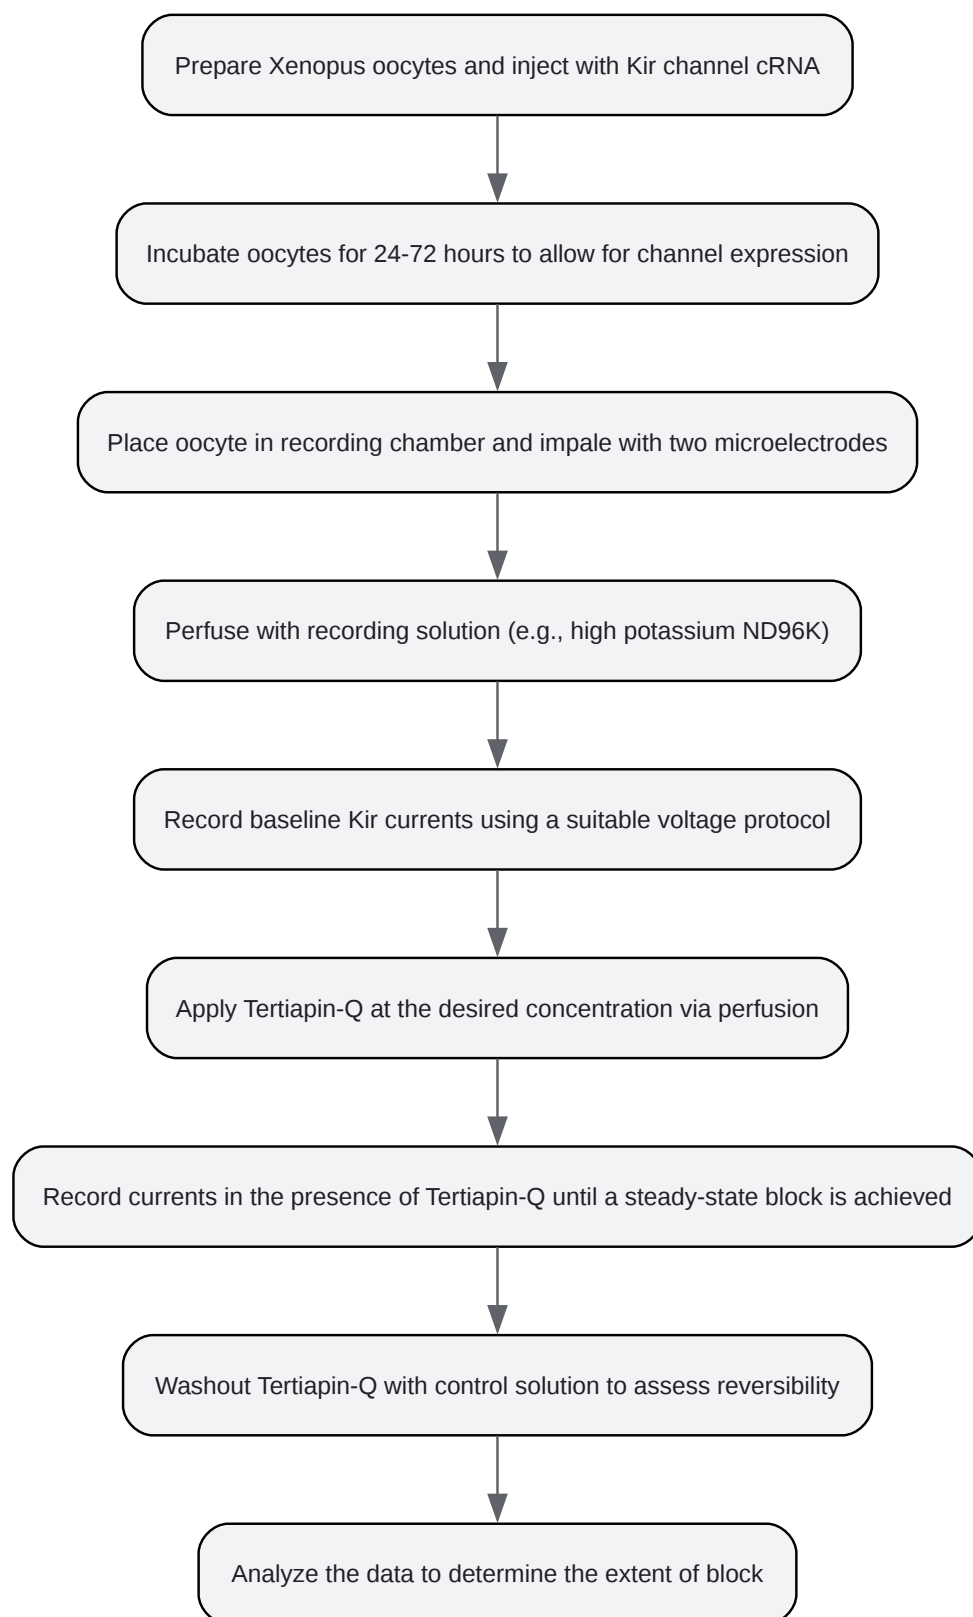 Prepare Xenopus oocytes and inject with Kir channel cRNA
Incubate oocytes for 24-72 hours to allow for channel expression
Place oocyte in recording chamber and impale with two microelectrodes
Perfuse with recording solution (e.g., high potassium ND96K)
Record baseline Kir currents using a suitable voltage protocol
Apply Tertiapin-Q at the desired concentration via perfusion
Record currents in the presence of Tertiapin-Q until a steady-state block is achieved
Washout Tertiapin-Q with control solution to assess reversibility
Analyze the data to determine the extent of block